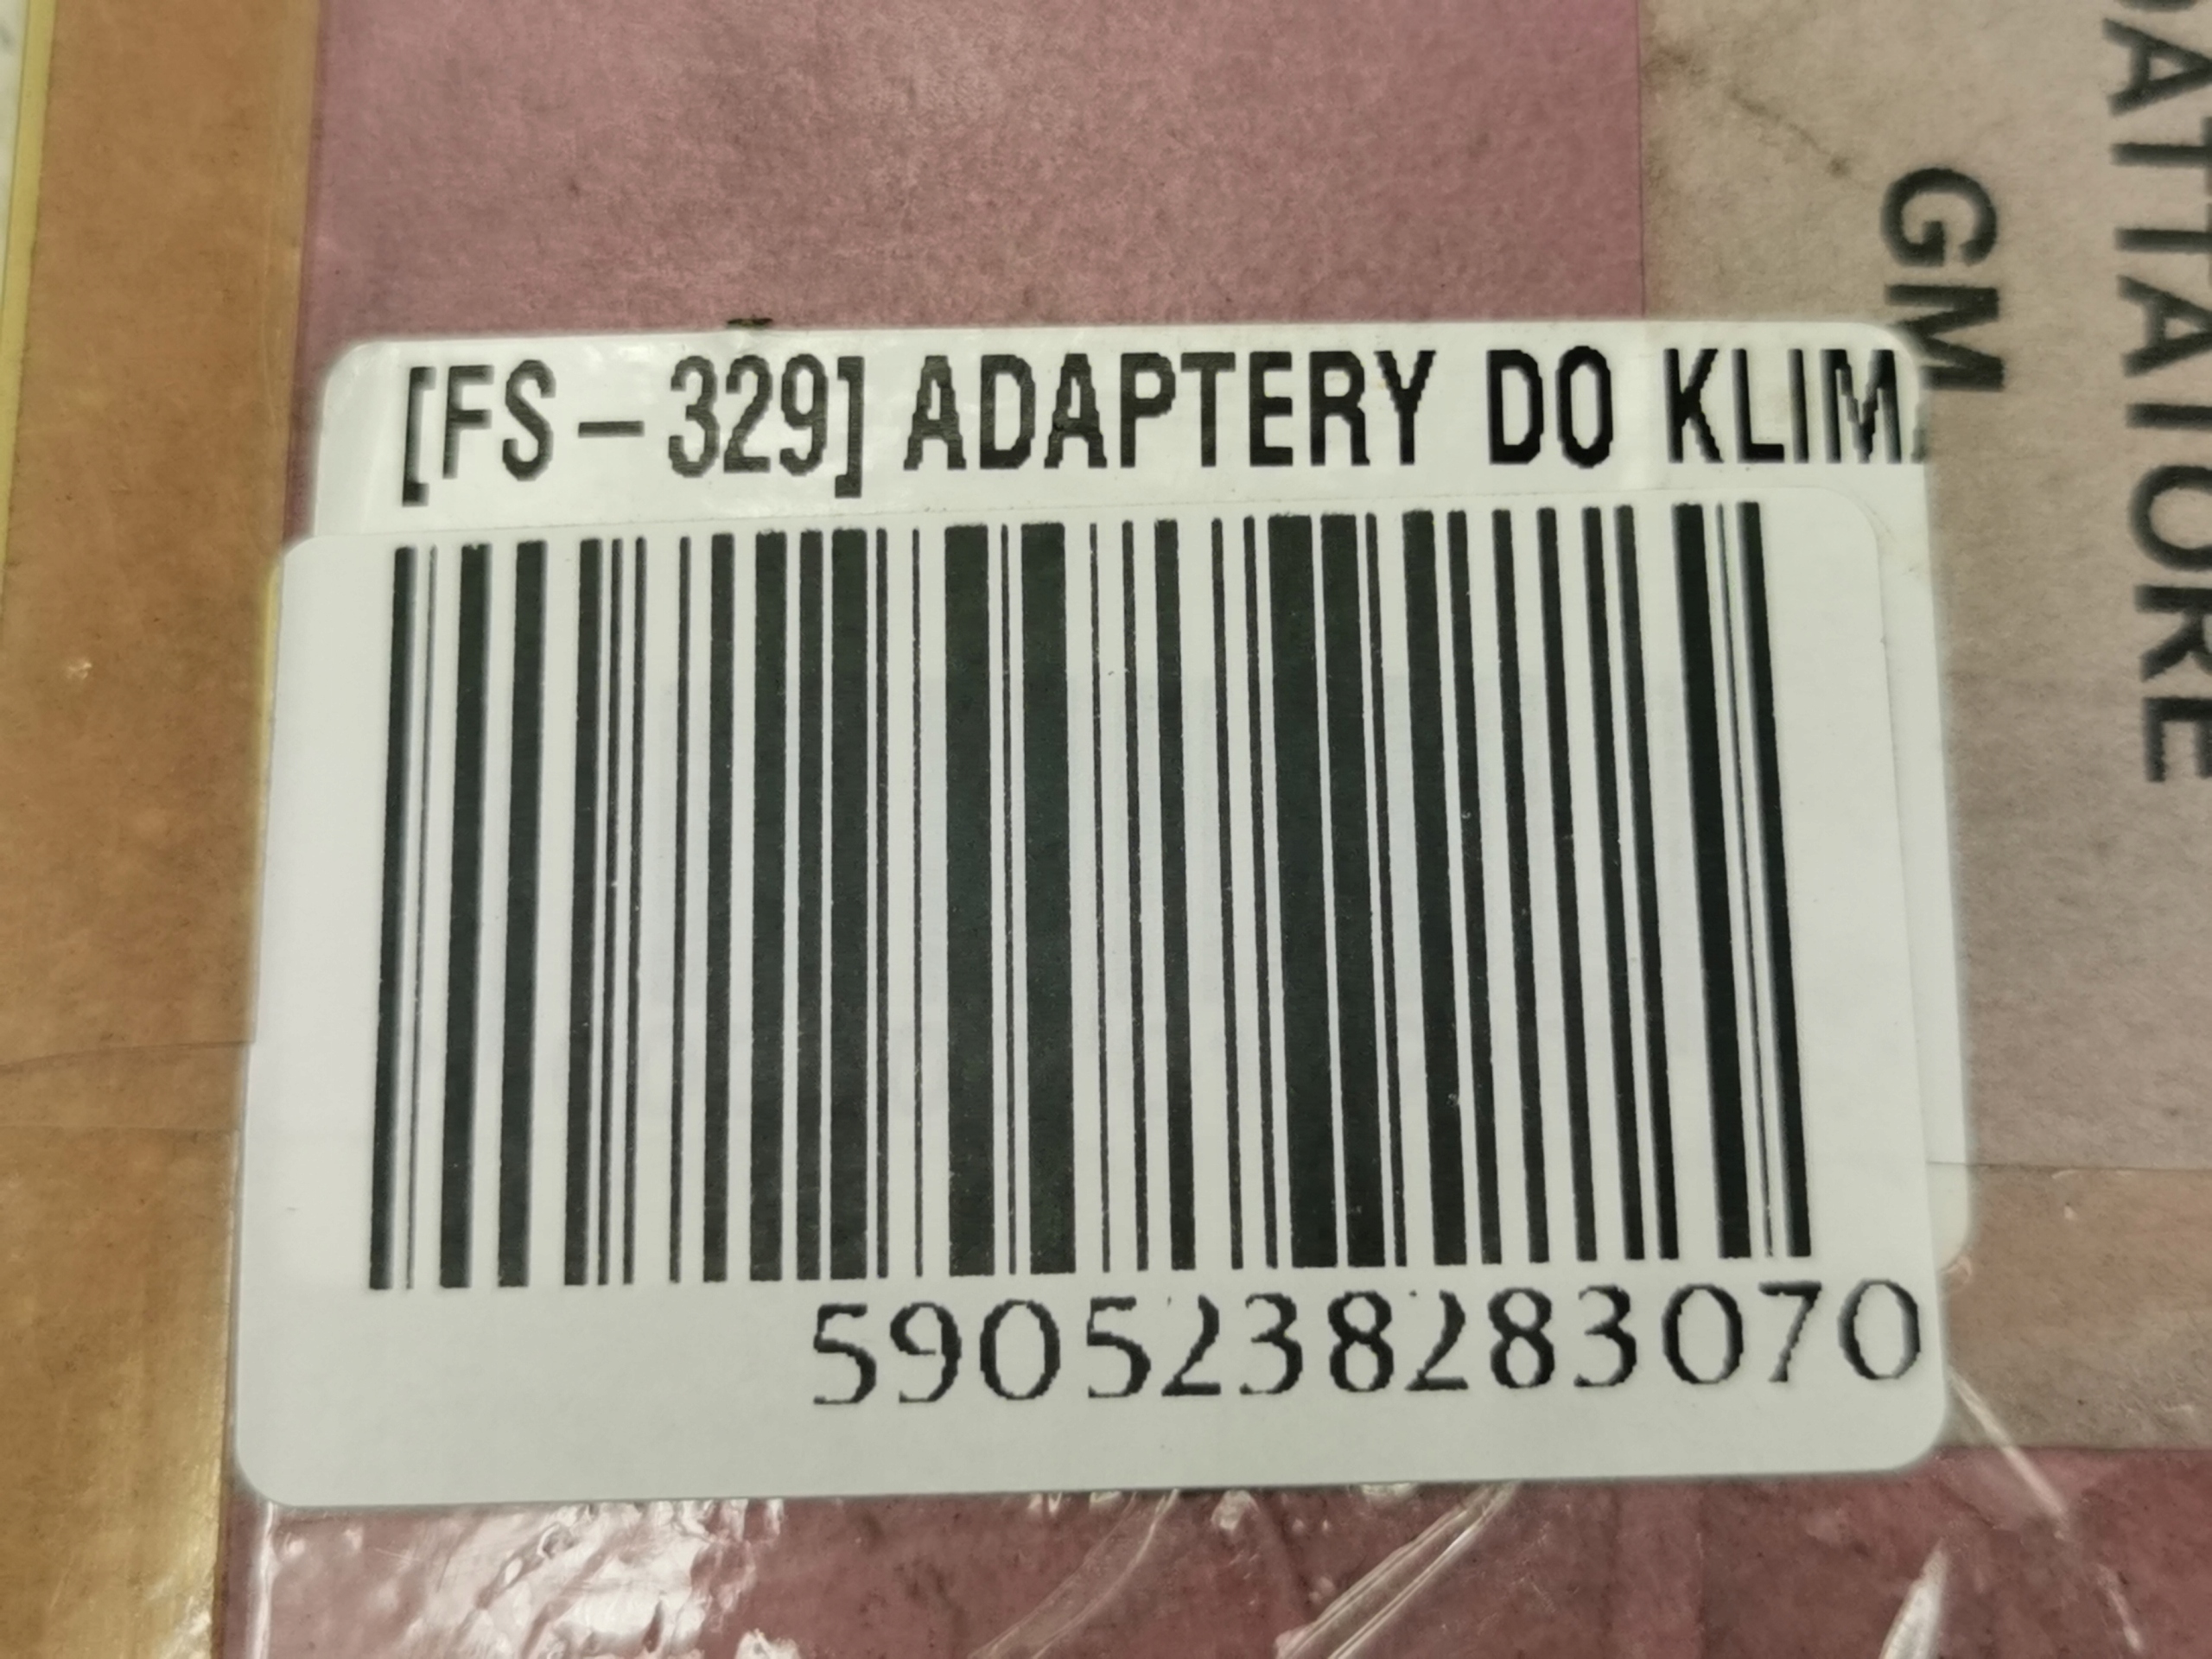 [FS-329] ADAPTERY DO KLIM
5905238283070
GM